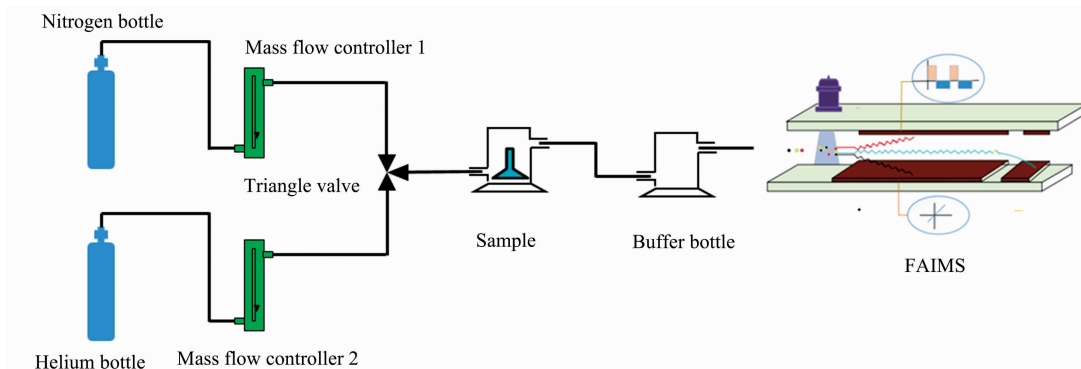 Nitrogen bottle
Mass flow controller 1
Triangle valve
Sample
Buffer bottle
FAIMS
Helium bottle
Mass flow controller 2